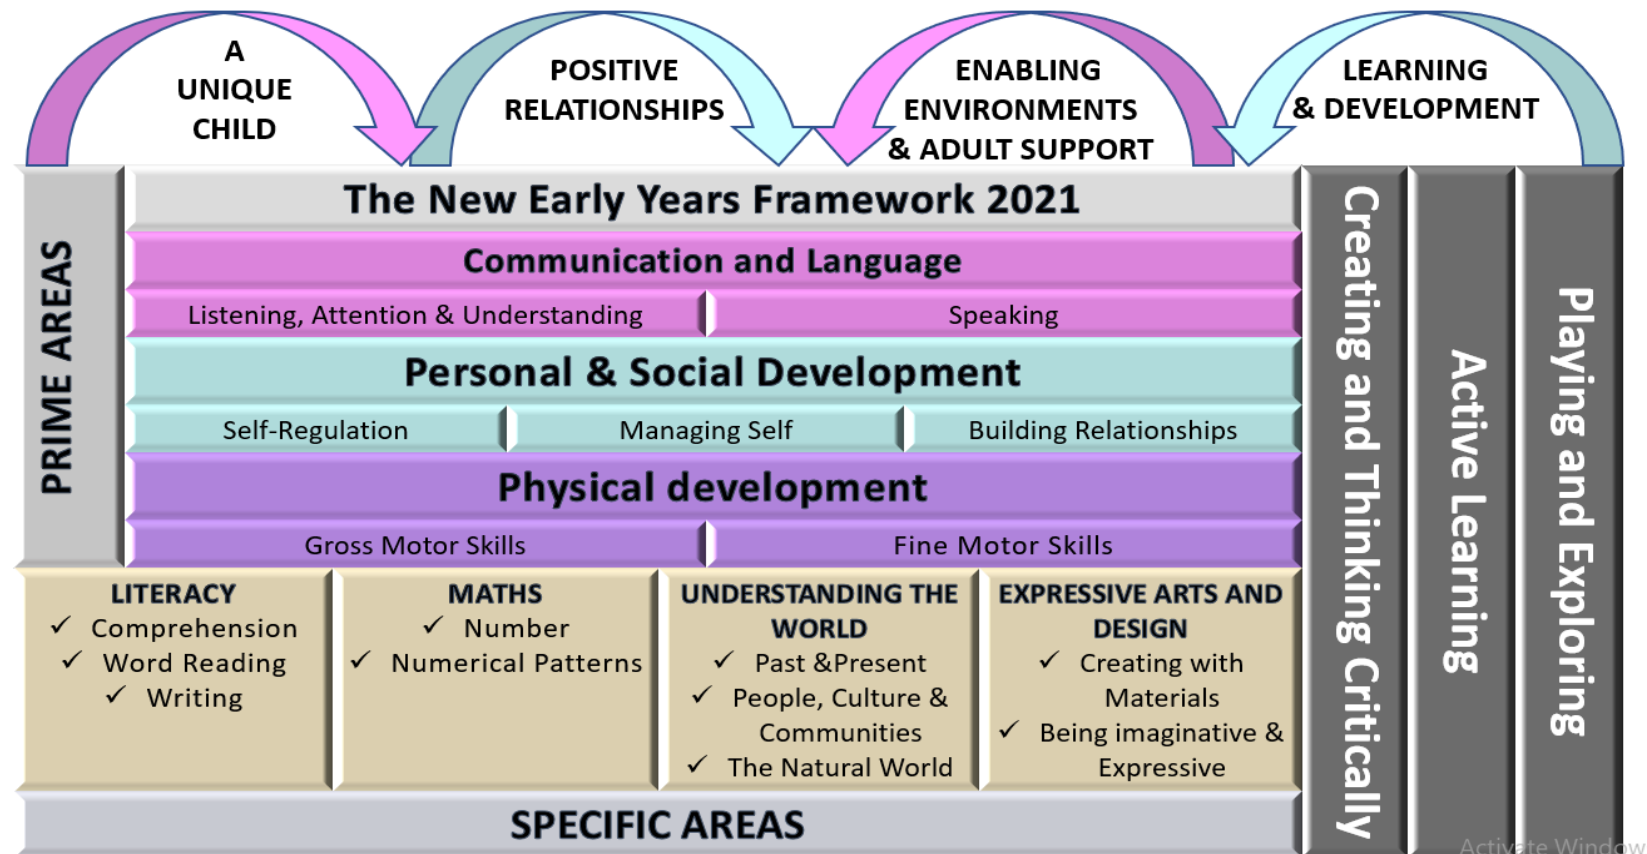 A
UNIQUE
CHILD
POSITIVE
RELATIONSHIPS
ENABLING
ENVIRONMENTS
& ADULT SUPPORT
LEARNING
& DEVELOPMENT
PRIME AREAS
The New Early Years Framework 2021
Communication and Language
Listening, Attention & Understanding
Speaking
Personal & Social Development
Self-Regulation
Managing Self
Building Relationships
Physical development
Gross Motor Skills
Fine Motor Skills
LITERACY
✓ Comprehension
✓ Word Reading
✓ Writing
MATHS
✓ Number
✓ Numerical Patterns
UNDERSTANDING THE
WORLD
✓ Past &Present
✓ People, Culture &
Communities
✓ The Natural World
EXPRESSIVE ARTS AND
DESIGN
✓ Creating with
Materials
✓ Being imaginative &
Expressive
SPECIFIC AREAS
Creating and Thinking Critically
Active Learning
Playing and Exploring
Activate Window